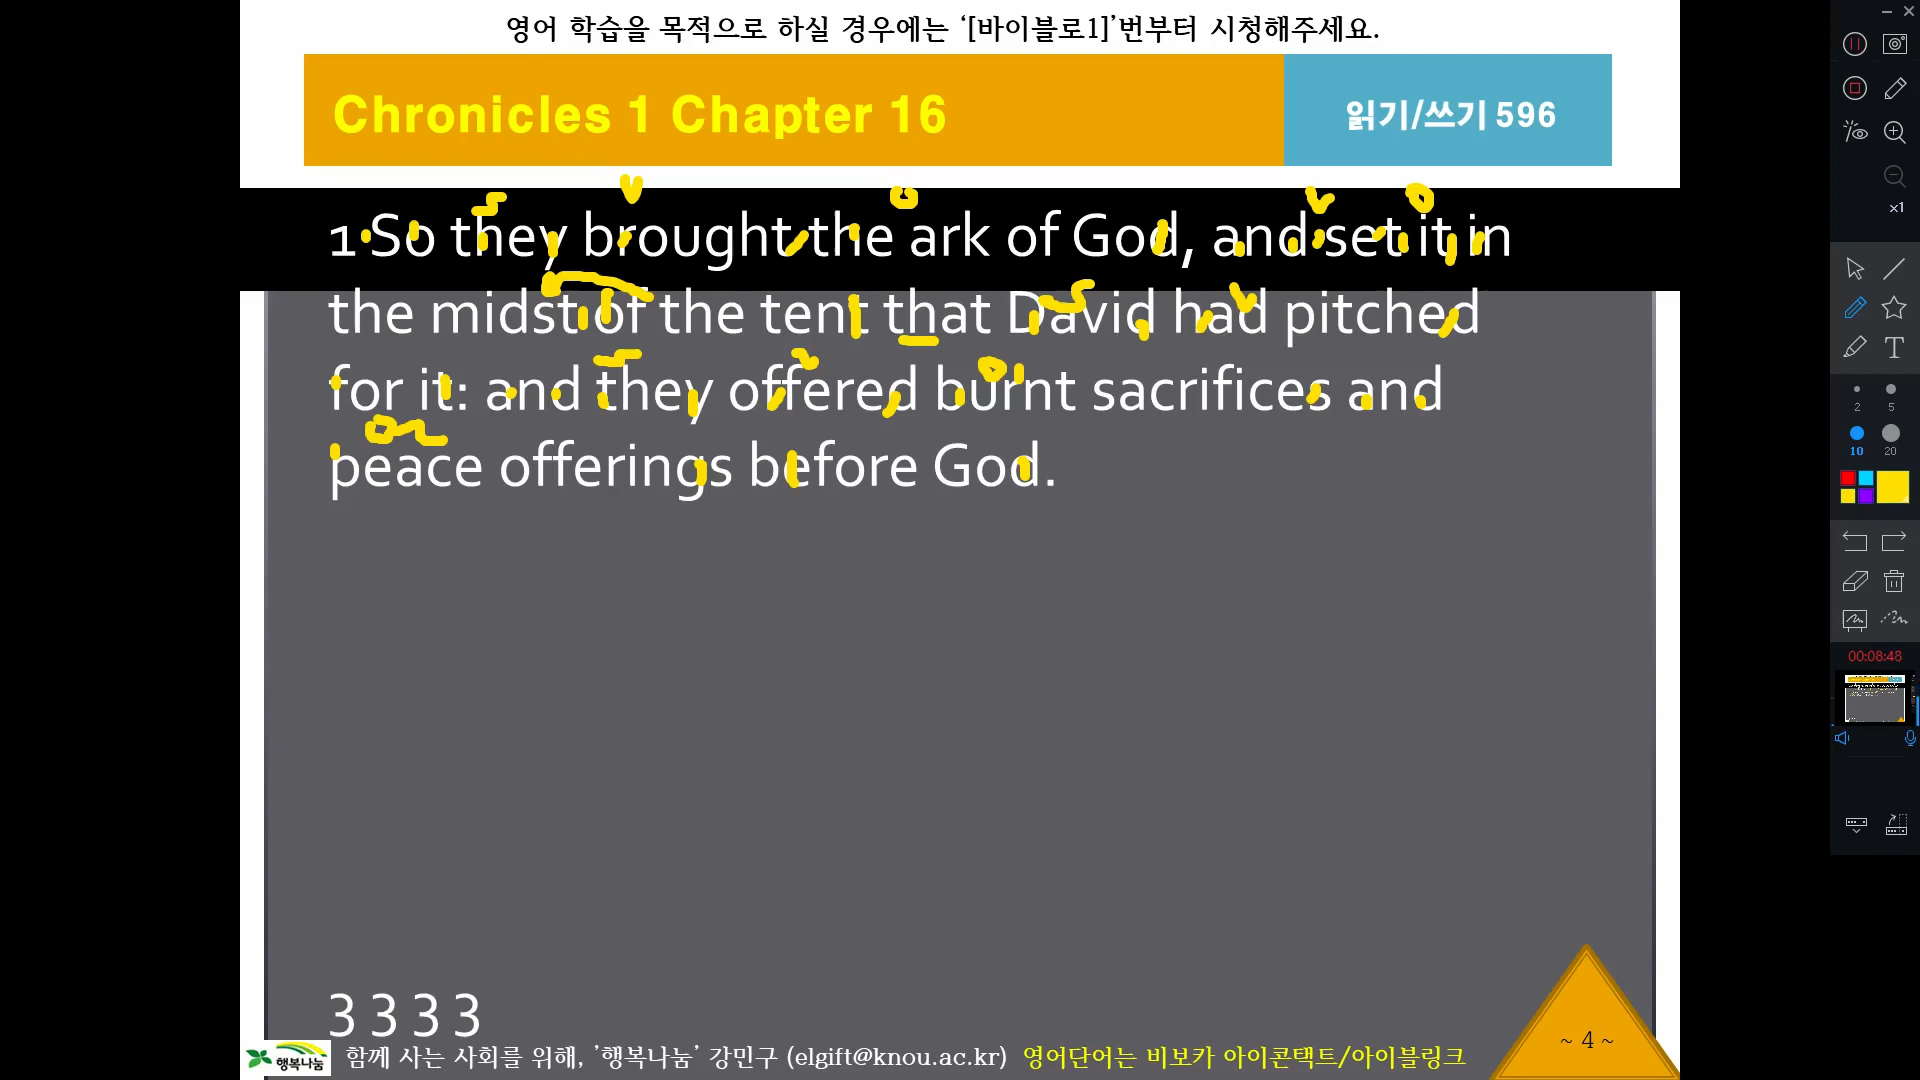 영어 학습을 목적으로 하실 경우에는 ‘[바이블로1]’번부터 시청해주세요.
Chronicles 1 Chapter 16
읽기/쓰기 596
1 So they brought the ark of God, and set it in
the midst of the tent that David had pitched
for it: and they offered burnt sacrifices and
peace offerings before God.
3 3 3 3
행복나눔 함께 사는 사회를 위해, ’행복나눔’ 강민구 (elgift@knou.ac.kr) 영어단어는 비보카 아이콘택트/아이블링크
~ 4 ~
x1
T
2 5
10 20
00:08:48